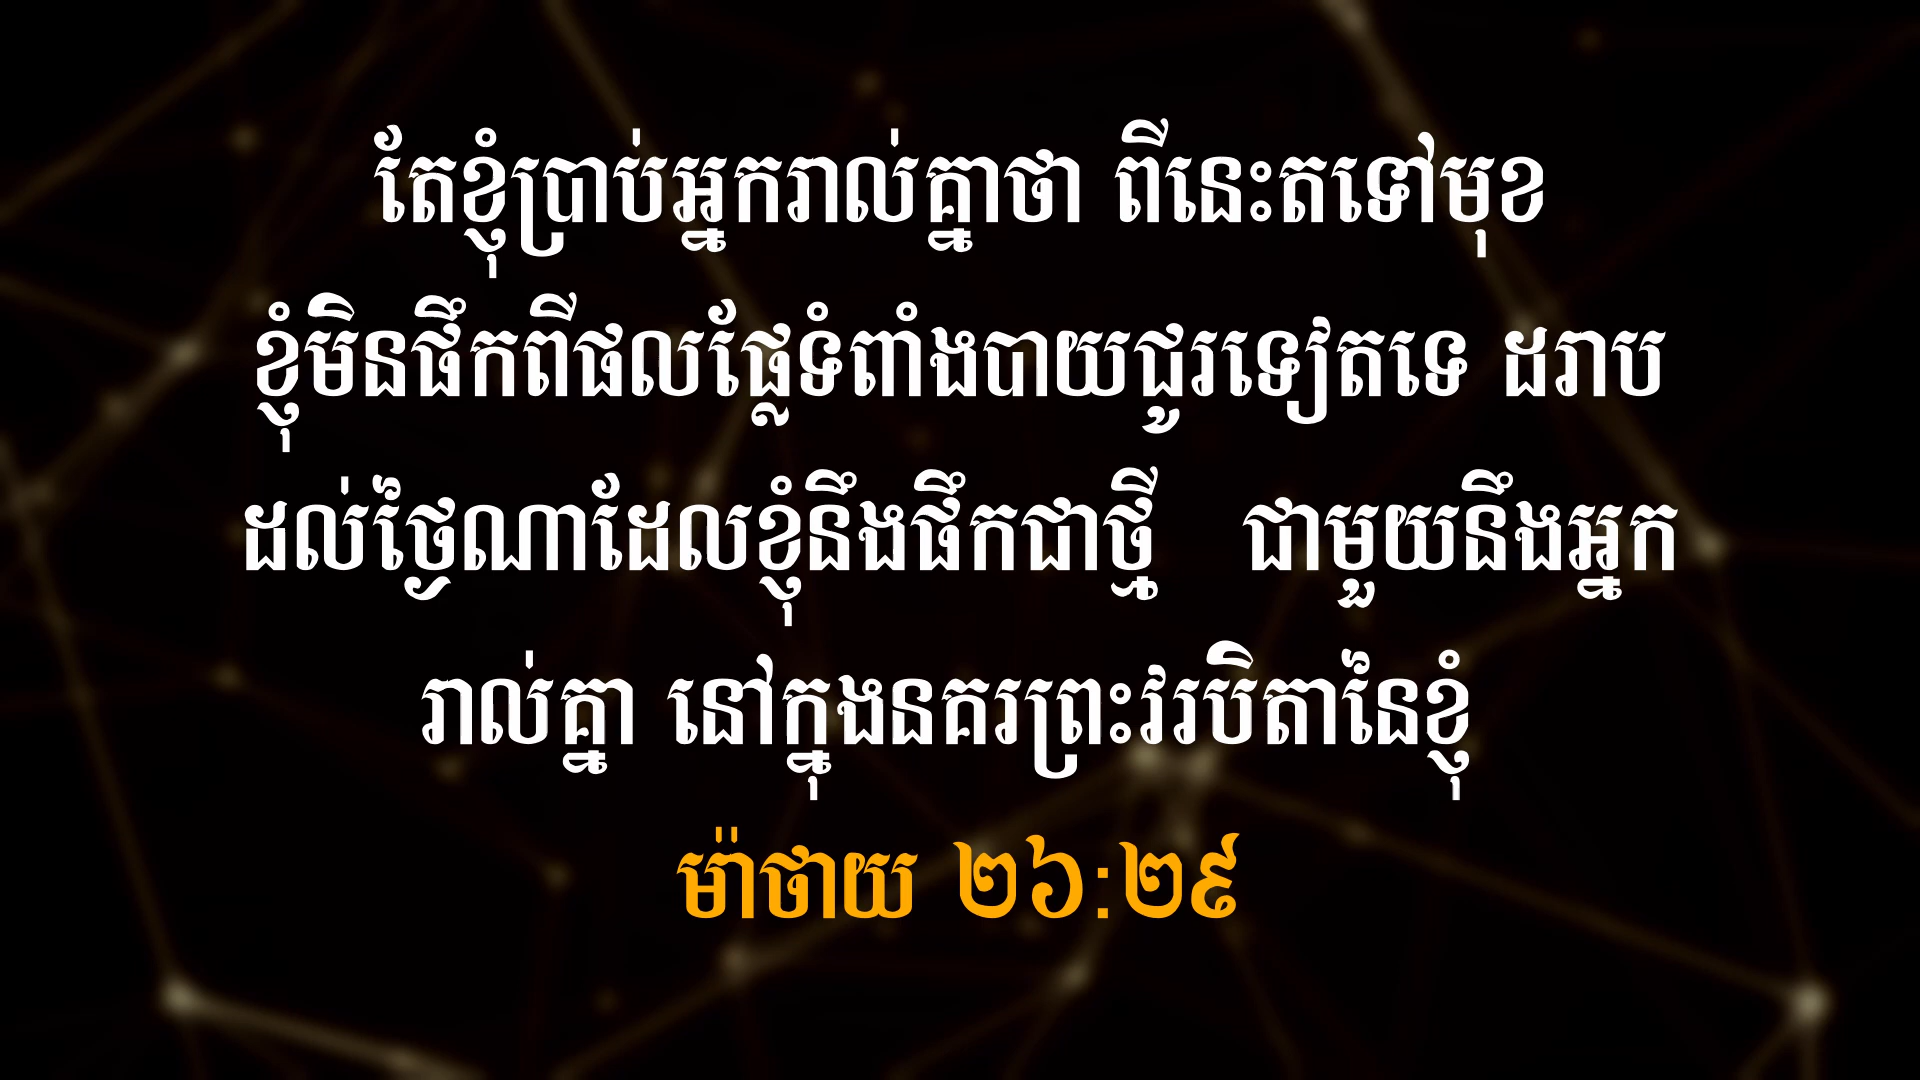 តែខ្ញុំប្រាប់អ្នករាល់គ្នាថា ពីនេះតទៅមុខ
ខ្ញុំមិនផឹកពីផលផ្លែទំពាំងបាយជូរទៀតទេ ដរាប
ដល់ថ្ងៃណាដែលខ្ញុំនឹងផឹកជាថ្មី ជាមួយនឹងអ្នក
រាល់គ្នា នៅក្នុងនគរព្រះវរបិតានៃខ្ញុំ
ម៉ាថាយ ២៦:២៩